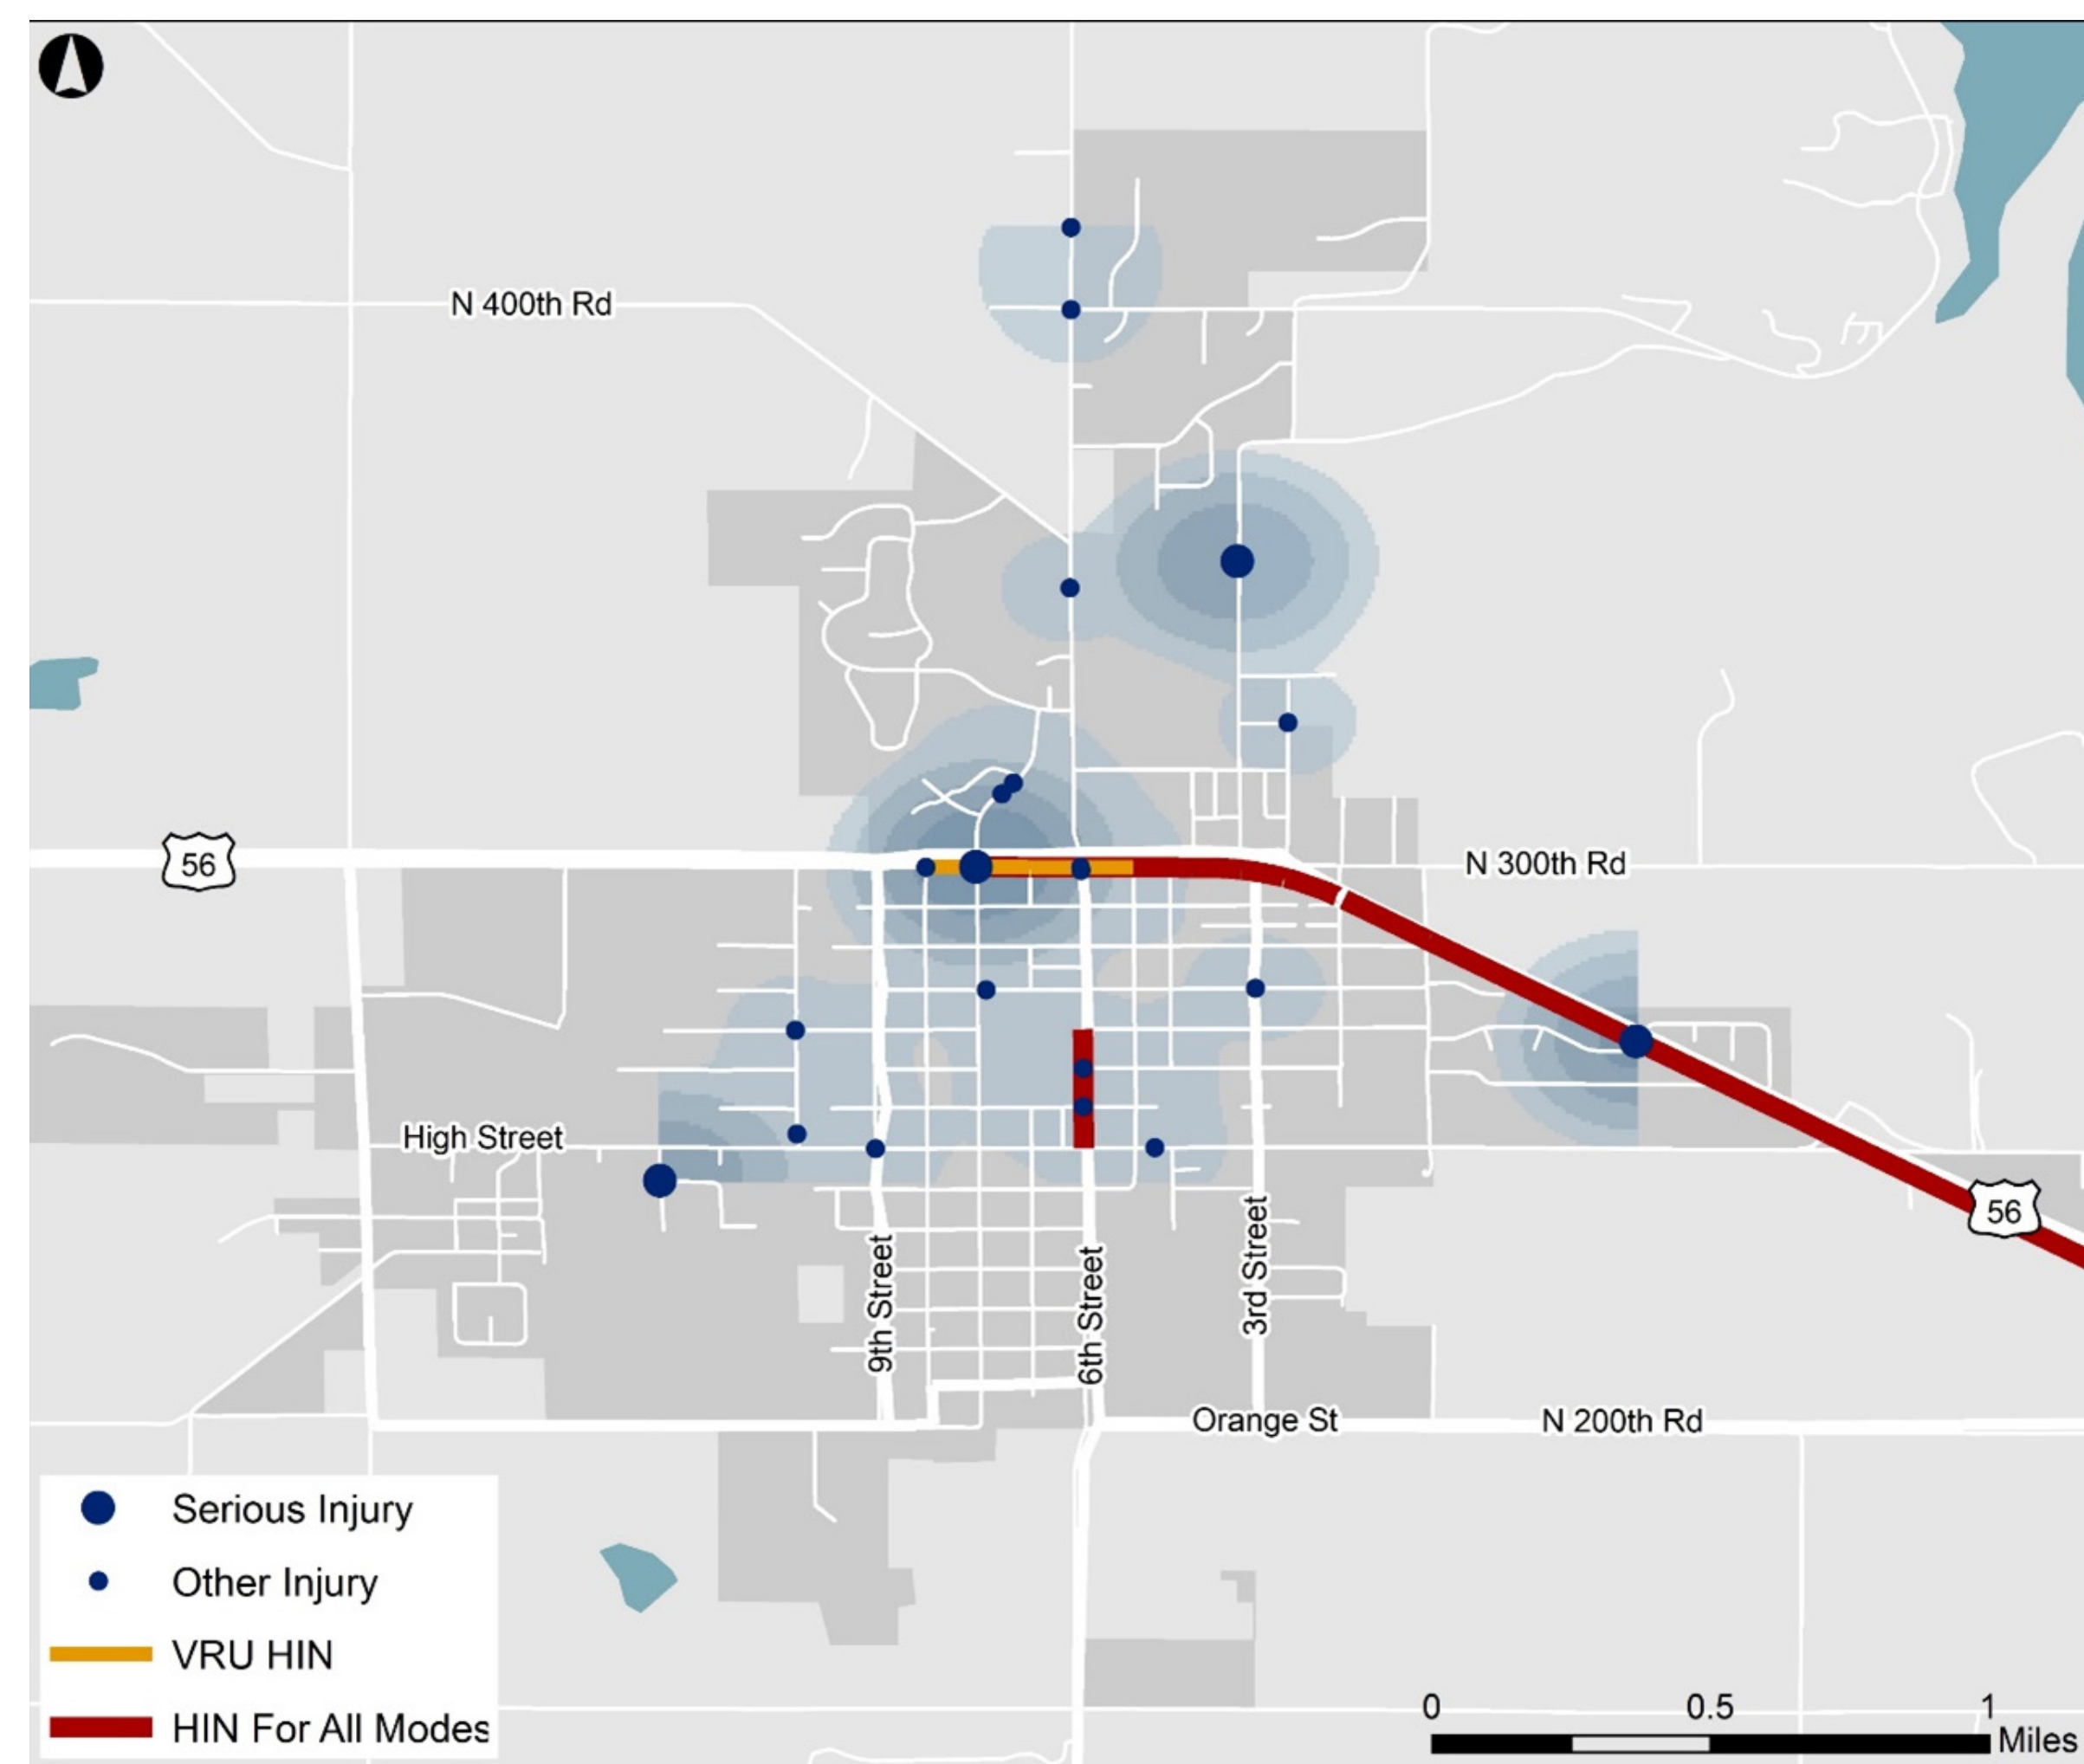 N 400th Rd
56
N 300th Rd
High Street
56
9th Street
6th Street
3rd Street
Orange St
N 200th Rd
Serious Injury
Other Injury
VRU HIN
HIN For All Modes
0 0.5 1
Miles